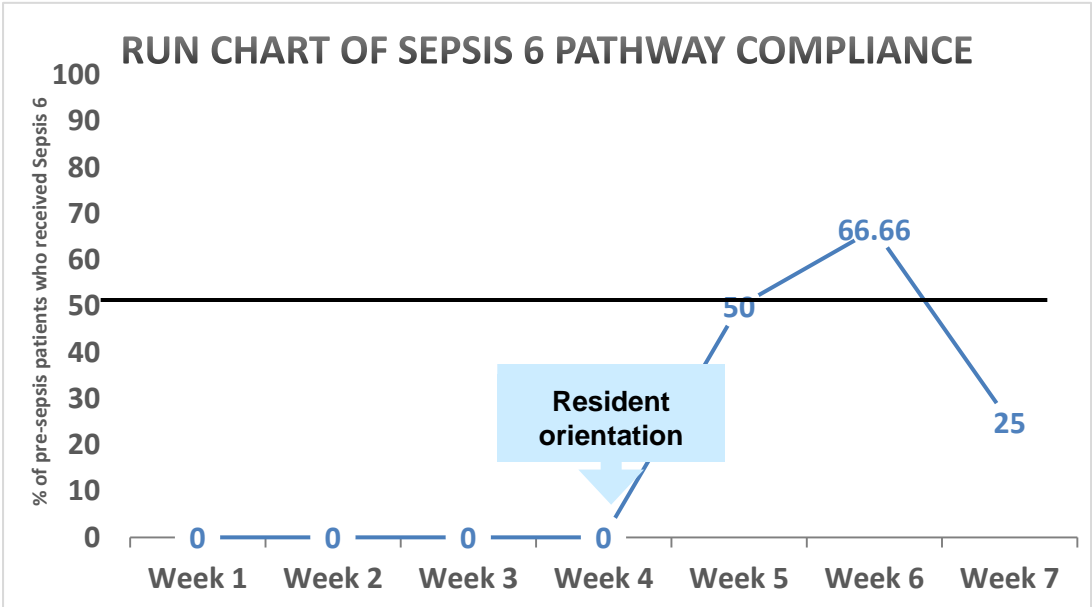 RUN CHART OF SEPSIS 6 PATHWAY COMPLIANCE
% of pre-sepsis patients who received Sepsis 6
100
90
80
70
60
50
40
30
20
10
0
66.66
50
25
Resident
orientation
0 0 0 0
Week 1 Week 2 Week 3 Week 4 Week 5 Week 6 Week 7